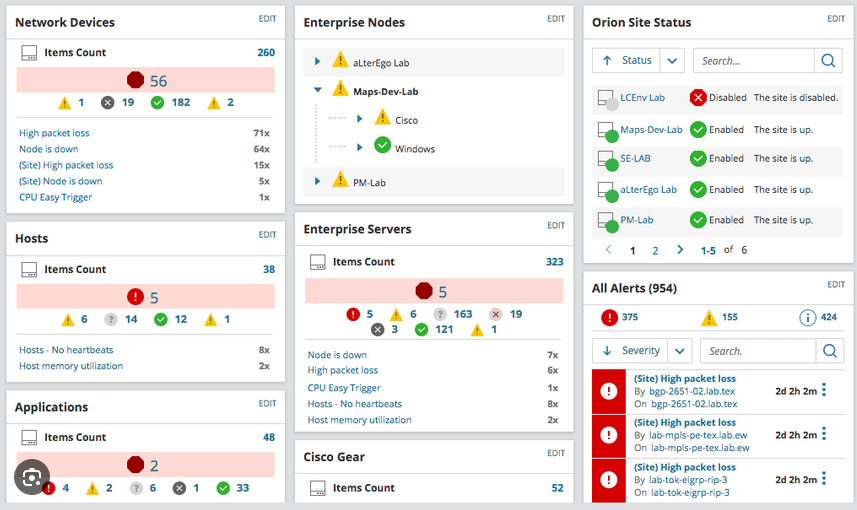 Network Devices EDIT
Items Count 260
56
1 19 182 2
High packet loss 71x
Node is down 64x
(Site) High packet loss 15x
(Site) Node is down 5x
CPU Easy Trigger 1x
Hosts EDIT
Items Count 38
5
6 14 12 1
Hosts - No heartbeats 8x
Host memory utilization 2x
Applications EDIT
Items Count 48
2
4 2 6 1 33
Enterprise Nodes EDIT
aLterEgo Lab
Maps-Dev-Lab
Cisco
Windows
PM-Lab
Enterprise Servers EDIT
Items Count 323
5
5 6 163 19
3 121 1
Node is down 7x
High packet loss 6x
CPU Easy Trigger 1x
Hosts - No heartbeats 8x
Host memory utilization 2x
Cisco Gear EDIT
Items Count 52
Orion Site Status EDIT
Status Search...
LCEnv Lab Disabled The site is disabled.
Maps-Dev-Lab Enabled The site is up.
SE-LAB Enabled The site is up.
aLterEgo Lab Enabled The site is up.
PM-Lab Enabled The site is up.
< 1 2 > 1-5 of 6
All Alerts (954) EDIT
375 155 424
Severity Search.
(Site) High packet loss
By bgp-2651-02.lab.tex 2d 2h 2m
On bgp-2651-02.lab.tex
(Site) High packet loss
By lab-mpls-pe-tex.lab.ew 2d 2h 2m
On lab-mpls-pe-tex.lab.ew
(Site) High packet loss
By lab-tok-eigrp-rip-3 2d 2h 2m
On lab-tok-eigrp-rip-3